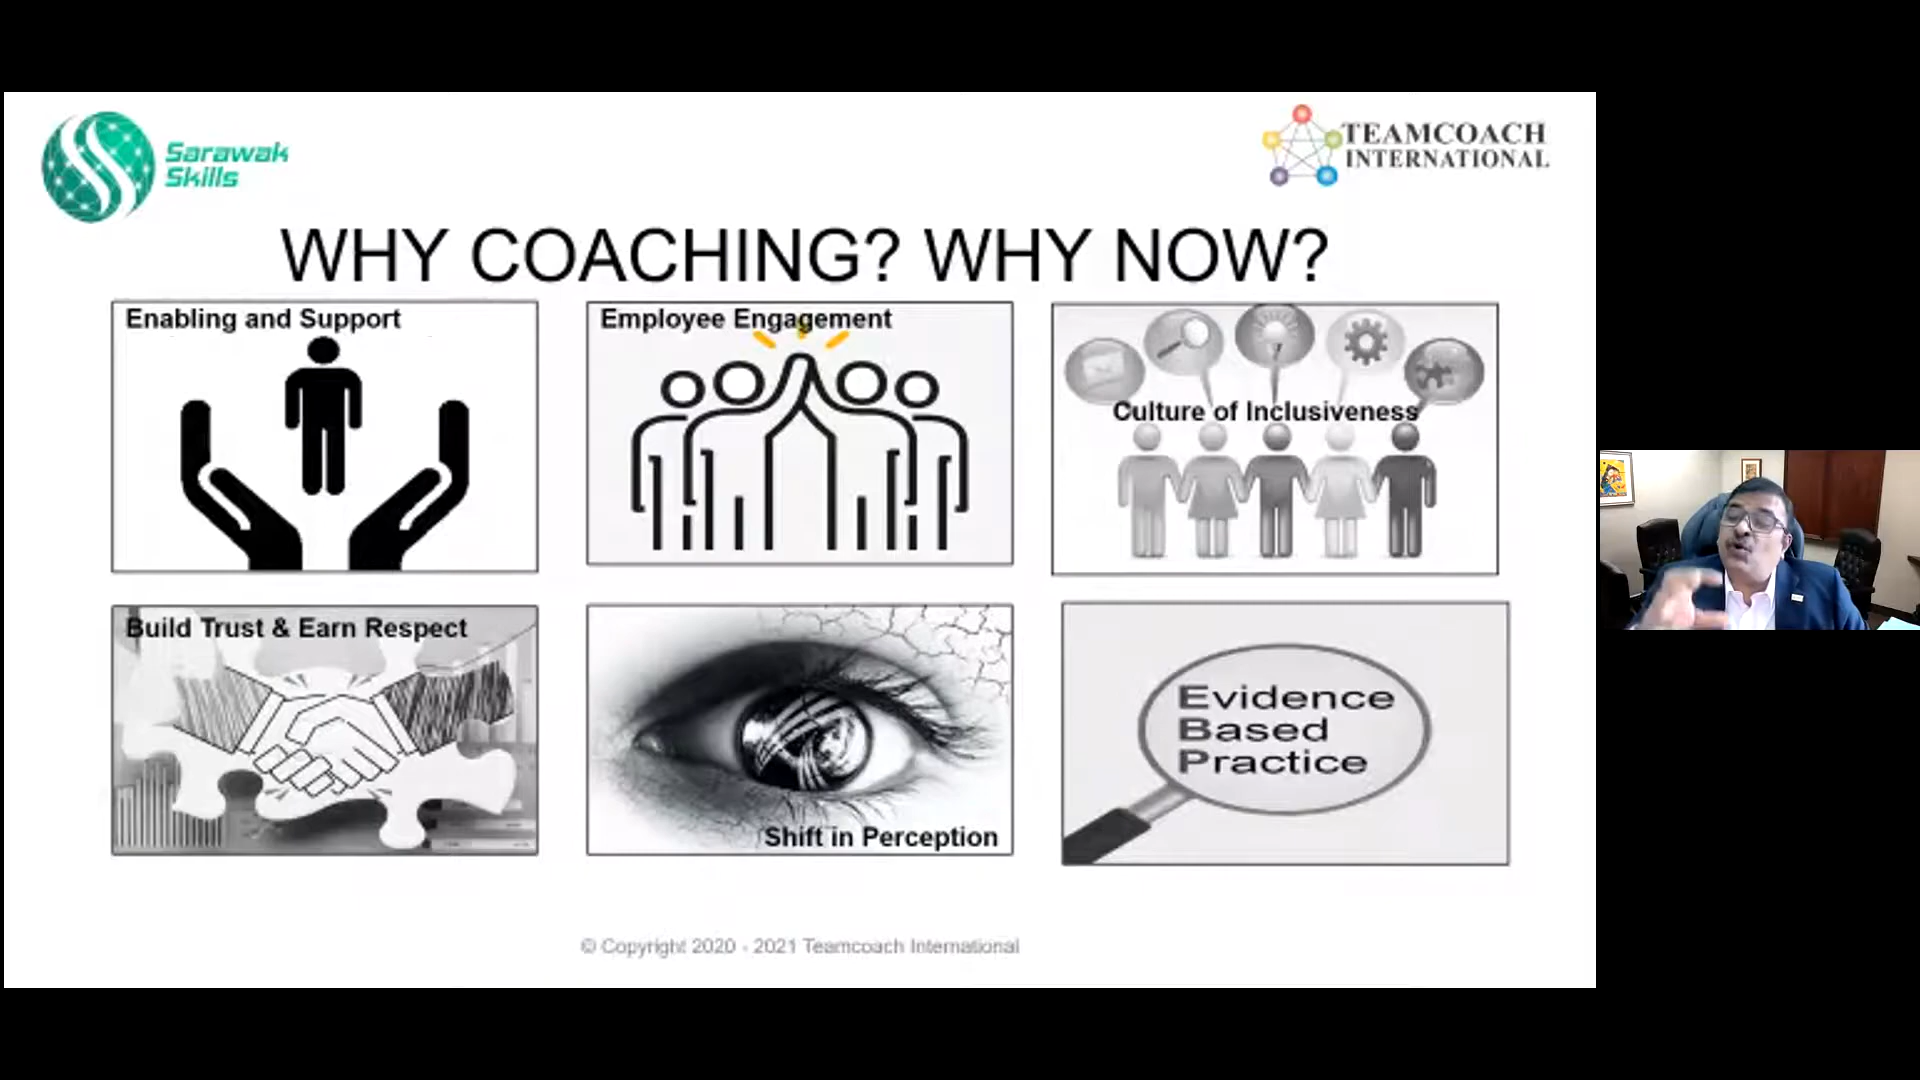 Sarawak
Skills
TEAMCOACH
INTERNATIONAL
WHY COACHING? WHY NOW?
Enabling and Support
Employee Engagement
Culture of Inclusiveness
Build Trust & Earn Respect
Shift in Perception
Evidence
Based
Practice
© Copyright 2020 - 2021 Teamcoach International